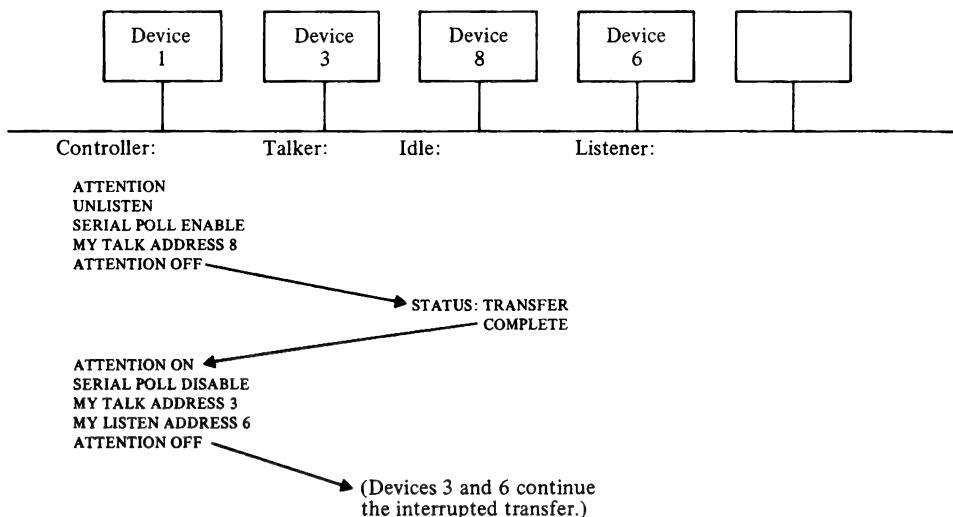 Device
1
Device
3
Device
8
Device
6
Controller:
Talker:
Idle:
Listener:
ATTENTION
UNLISTEN
SERIAL POLL ENABLE
MY TALK ADDRESS 8
ATTENTION OFF
STATUS: TRANSFER
COMPLETE
ATTENTION ON
SERIAL POLL DISABLE
MY TALK ADDRESS 3
MY LISTEN ADDRESS 6
ATTENTION OFF
(Devices 3 and 6 continue
the interrupted transfer.)